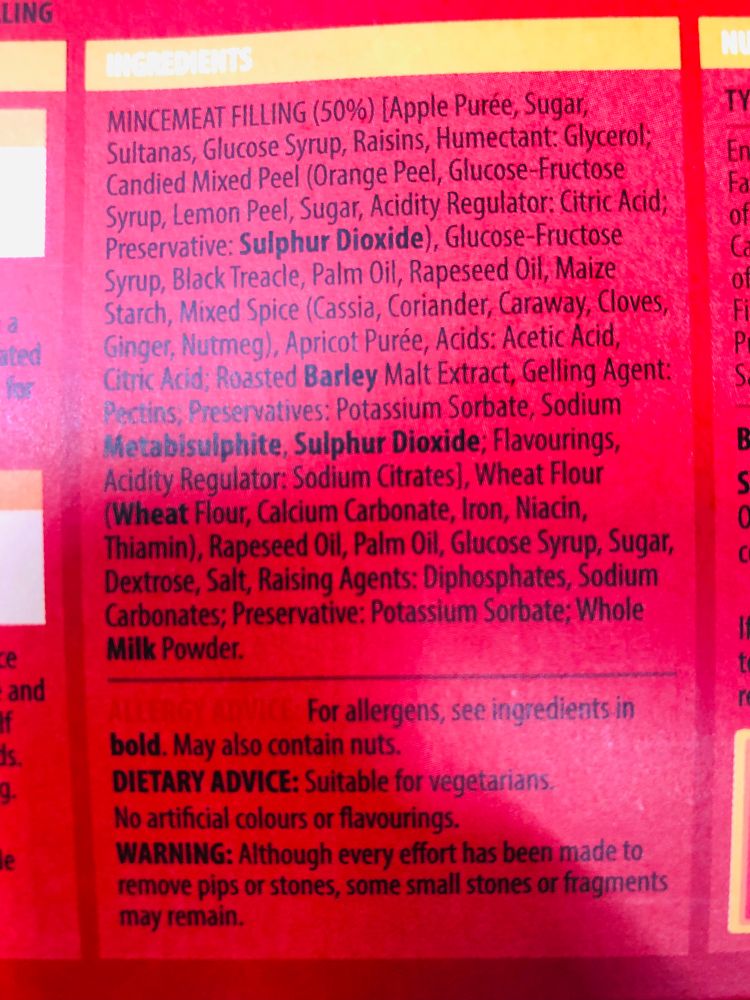 LLING
INGREDIENTS
MINCEMEAT FILLING (50%) [Apple Purée, Sugar,
Sultanas, Glucose Syrup, Raisins, Humectant: Glycerol;
Candied Mixed Peel (Orange Peel, Glucose-Fructose
Syrup, Lemon Peel, Sugar, Acidity Regulator: Citric Acid;
Preservative: Sulphur Dioxide), Glucose-Fructose
Syrup, Black Treacle, Palm Oil, Rapeseed Oil, Maize
Starch, Mixed Spice (Cassia, Coriander, Caraway, Cloves,
Ginger, Nutmeg), Apricot Purée, Acids: Acetic Acid,
Citric Acid; Roasted Barley Malt Extract, Gelling Agent:
Pectins, Preservatives: Potassium Sorbate, Sodium
Metabisulphite, Sulphur Dioxide; Flavourings,
Acidity Regulator: Sodium Citrates], Wheat Flour
(Wheat Flour, Calcium Carbonate, Iron, Niacin,
Thiamin), Rapeseed Oil, Palm Oil, Glucose Syrup, Sugar,
Dextrose, Salt, Raising Agents: Diphosphates, Sodium
Carbonates; Preservative: Potassium Sorbate; Whole
Milk Powder.
ALLERGY ADVICE: For allergens, see ingredients in
bold. May also contain nuts.
DIETARY ADVICE: Suitable for vegetarians.
No artificial colours or flavourings.
WARNING: Although every effort has been made to
remove pips or stones, some small stones or fragments
may remain.